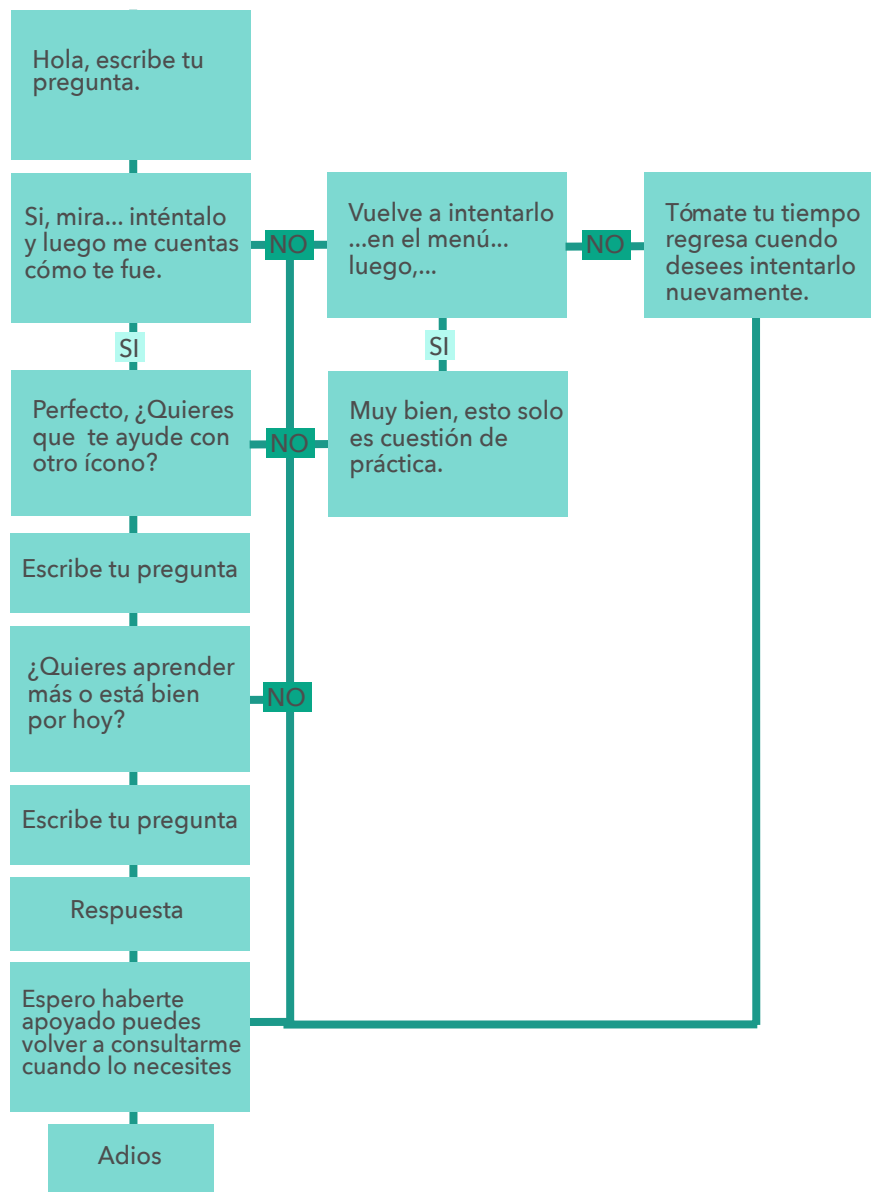 Hola, escribe tu
pregunta.
Si, mira... inténtalo
y luego me cuentas
cómo te fue.
NO
Vuelve a intentarlo
...en el menú...
luego,...
NO
Tómate tu tiempo
regresa cuendo
desees intentarlo
nuevamente.
SI
SI
Perfecto, ¿Quieres
que te ayude con
otro ícono?
NO
Muy bien, esto solo
es cuestión de
práctica.
Escribe tu pregunta
¿Quieres aprender
más o está bien
por hoy?
NO
Escribe tu pregunta
Respuesta
Espero haberte
apoyado puedes
volver a consultarme
cuando lo necesites
Adios